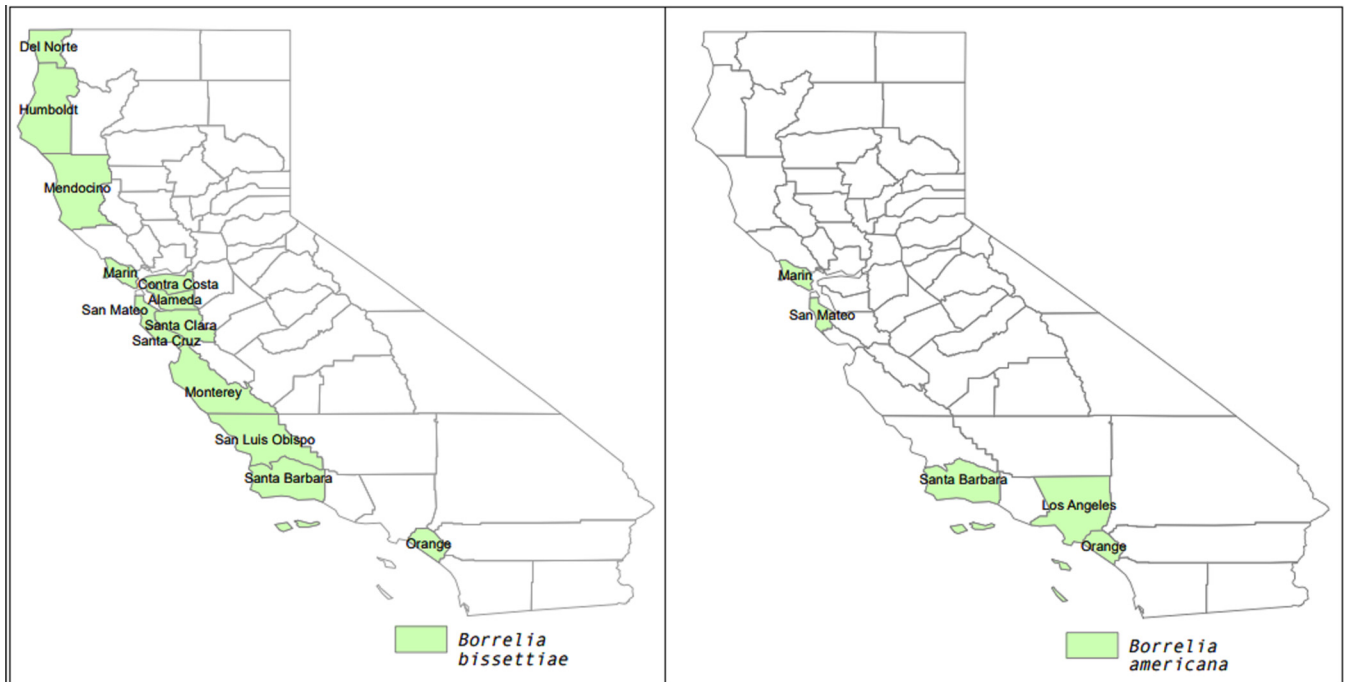 Del Norte
Humboldt
Mendocino
Marin
Contra Costa
Alameda
San Mateo
Santa Clara
Santa Cruz
Monterey
San Luis Obispo
Santa Barbara
Orange
Borrelia
bissettiae
Marin
San Mateo
Santa Barbara
Los Angeles
Orange
Borrelia
americana